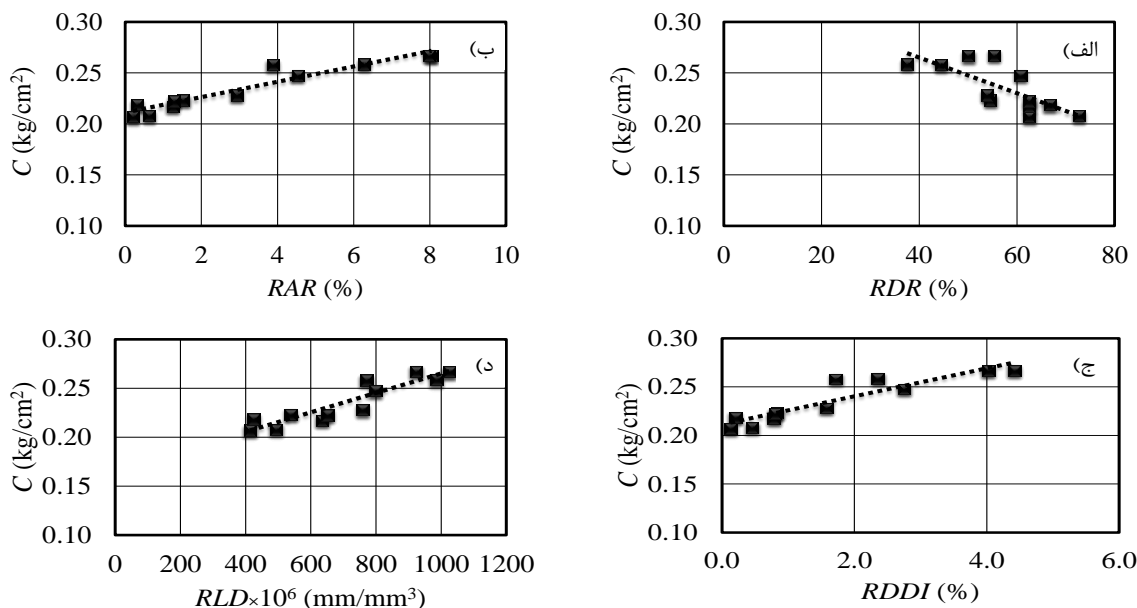 ب)
C (kg/cm²)
0.30
0.25
0.20
0.15
0.10
0 2 4 6 8 10
RAR (%)
الف)
C (kg/cm²)
0.30
0.25
0.20
0.15
0.10
0 20 40 60 80
RDR (%)
د)
C (kg/cm²)
0.30
0.25
0.20
0.15
0.10
0 200 400 600 800 1000 1200
RLD×10⁶ (mm/mm³)
ج)
C (kg/cm²)
0.30
0.25
0.20
0.15
0.10
0.0 2.0 4.0 6.0
RDDI (%)